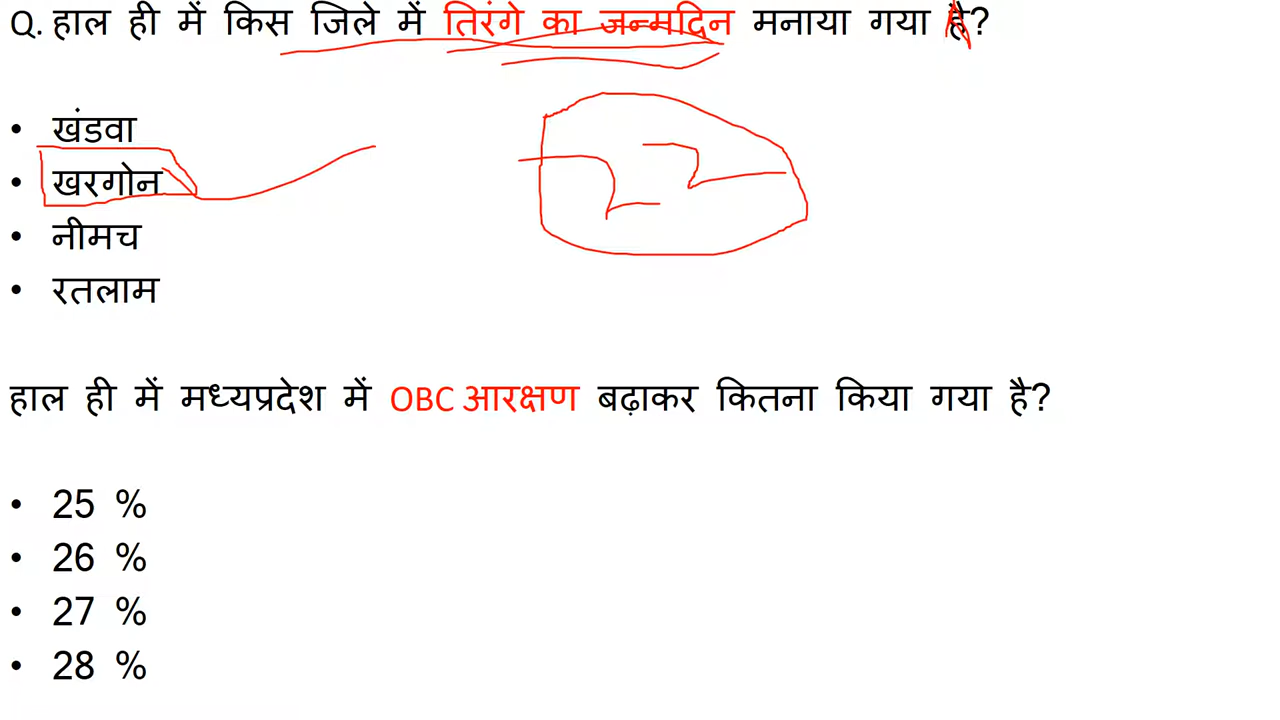 Q. हाल ही में किस जिले में तिरंगे का जन्मदिन मनाया गया है?
• खंडवा
• खरगोन
• नीमच
• रतलाम
हाल ही में मध्यप्रदेश में OBC आरक्षण बढ़ाकर कितना किया गया है?
• 25 %
• 26 %
• 27 %
• 28 %